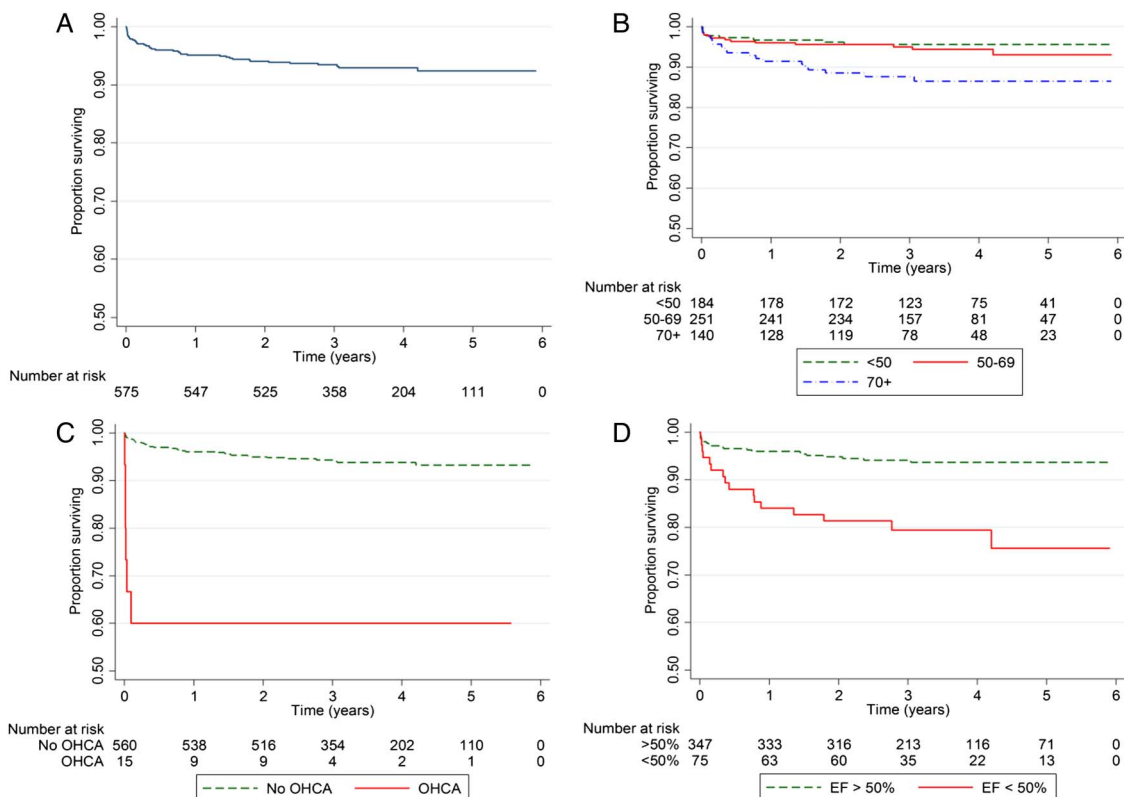 A
Proportion surviving
1.00
0.90
0.80
0.70
0.60
0.50
0 1 2 3 4 5 6
Time (years)
Number at risk
575 547 525 358 204 111 0
B
Proportion surviving
1.00
0.90
0.80
0.70
0.60
0.50
0 1 2 3 4 5 6
Time (years)
Number at risk
<50 184 178 172 123 75 41 0
50-69 251 241 234 157 81 47 0
70+ 140 128 119 78 48 23 0
<50 50-69
70+
C
Proportion surviving
1.00
0.90
0.80
0.70
0.60
0.50
0 1 2 3 4 5 6
Time (years)
Number at risk
No OHCA 560 538 516 354 202 110 0
OHCA 15 9 9 4 2 1 0
No OHCA OHCA
D
Proportion surviving
1.00
0.90
0.80
0.70
0.60
0.50
0 1 2 3 4 5 6
Time (years)
Number at risk
>50% 347 333 316 213 116 71 0
<50% 75 63 60 35 22 13 0
EF > 50% EF < 50%